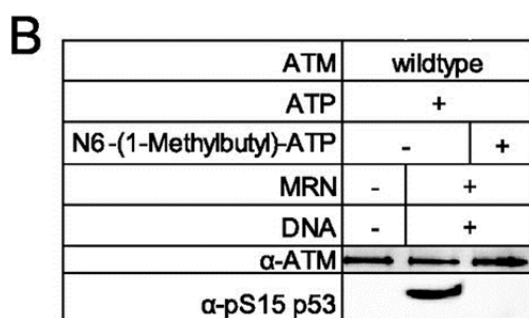 B
ATM wildtype
ATP +
N6-(1-Methylbutyl)-ATP - +
MRN - +
DNA - +
α-ATM
α-pS15 p53